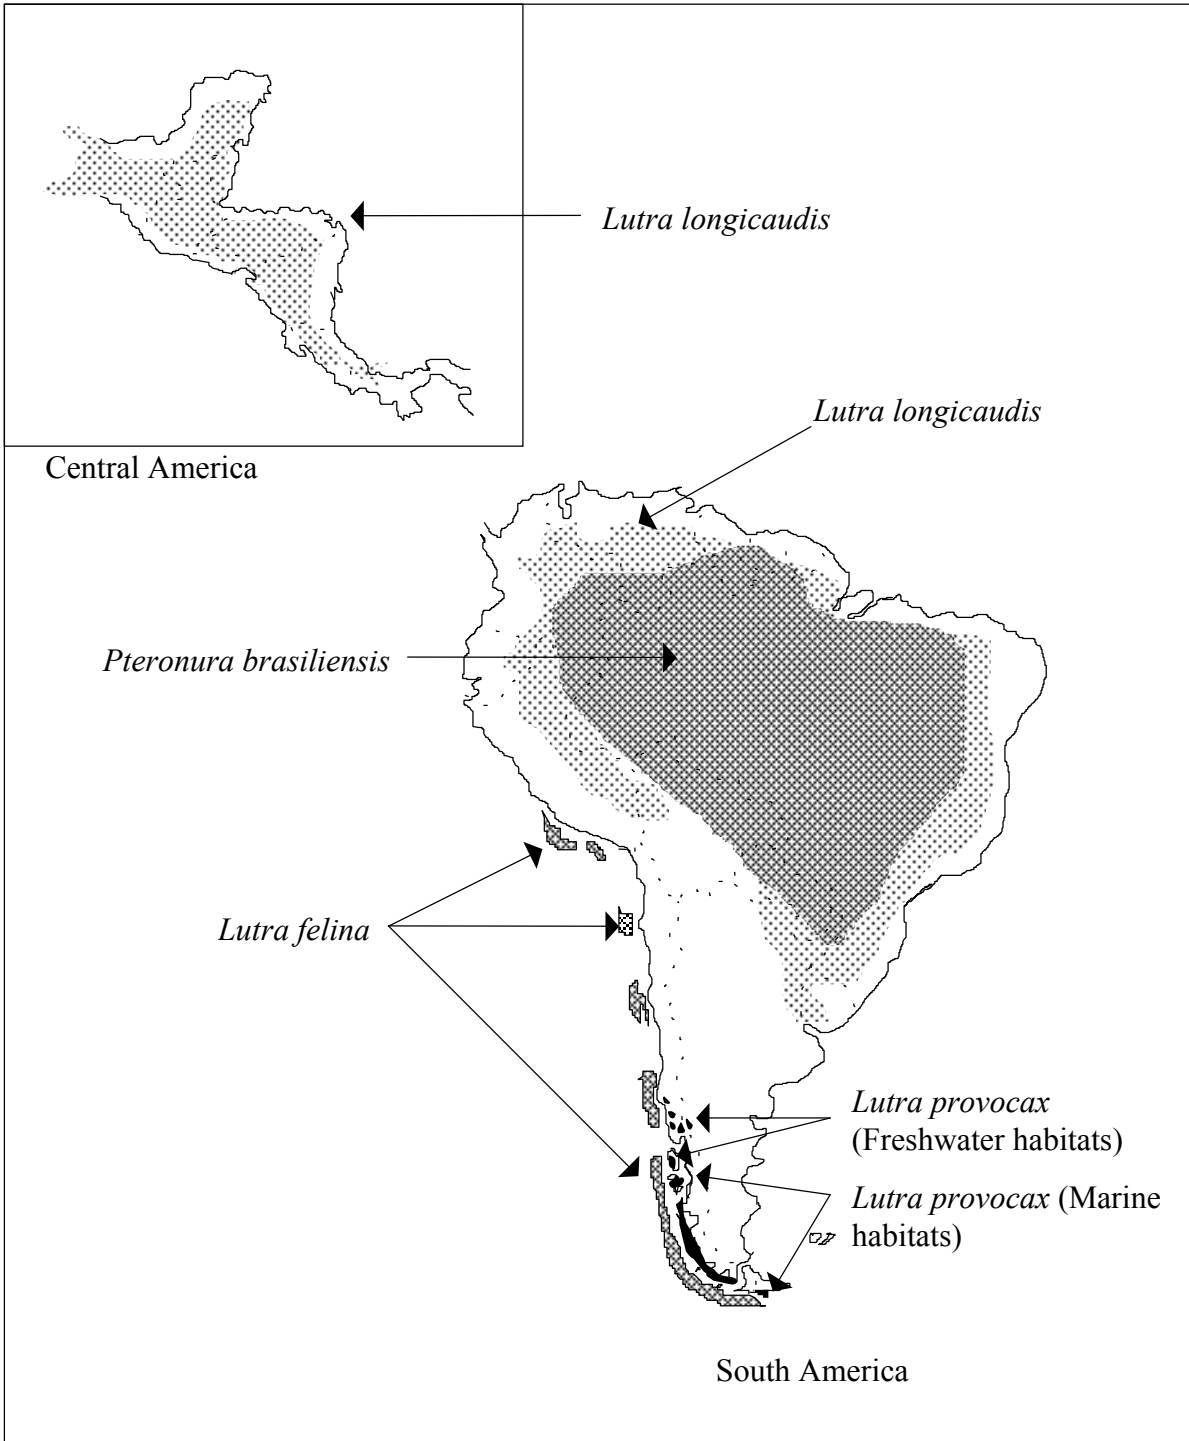 Lutra longicaudis
Central America
Lutra longicaudis
Pteronura brasiliensis
Lutra felina
Lutra provocax
(Freshwater habitats)
Lutra provocax (Marine
habitats)
South America